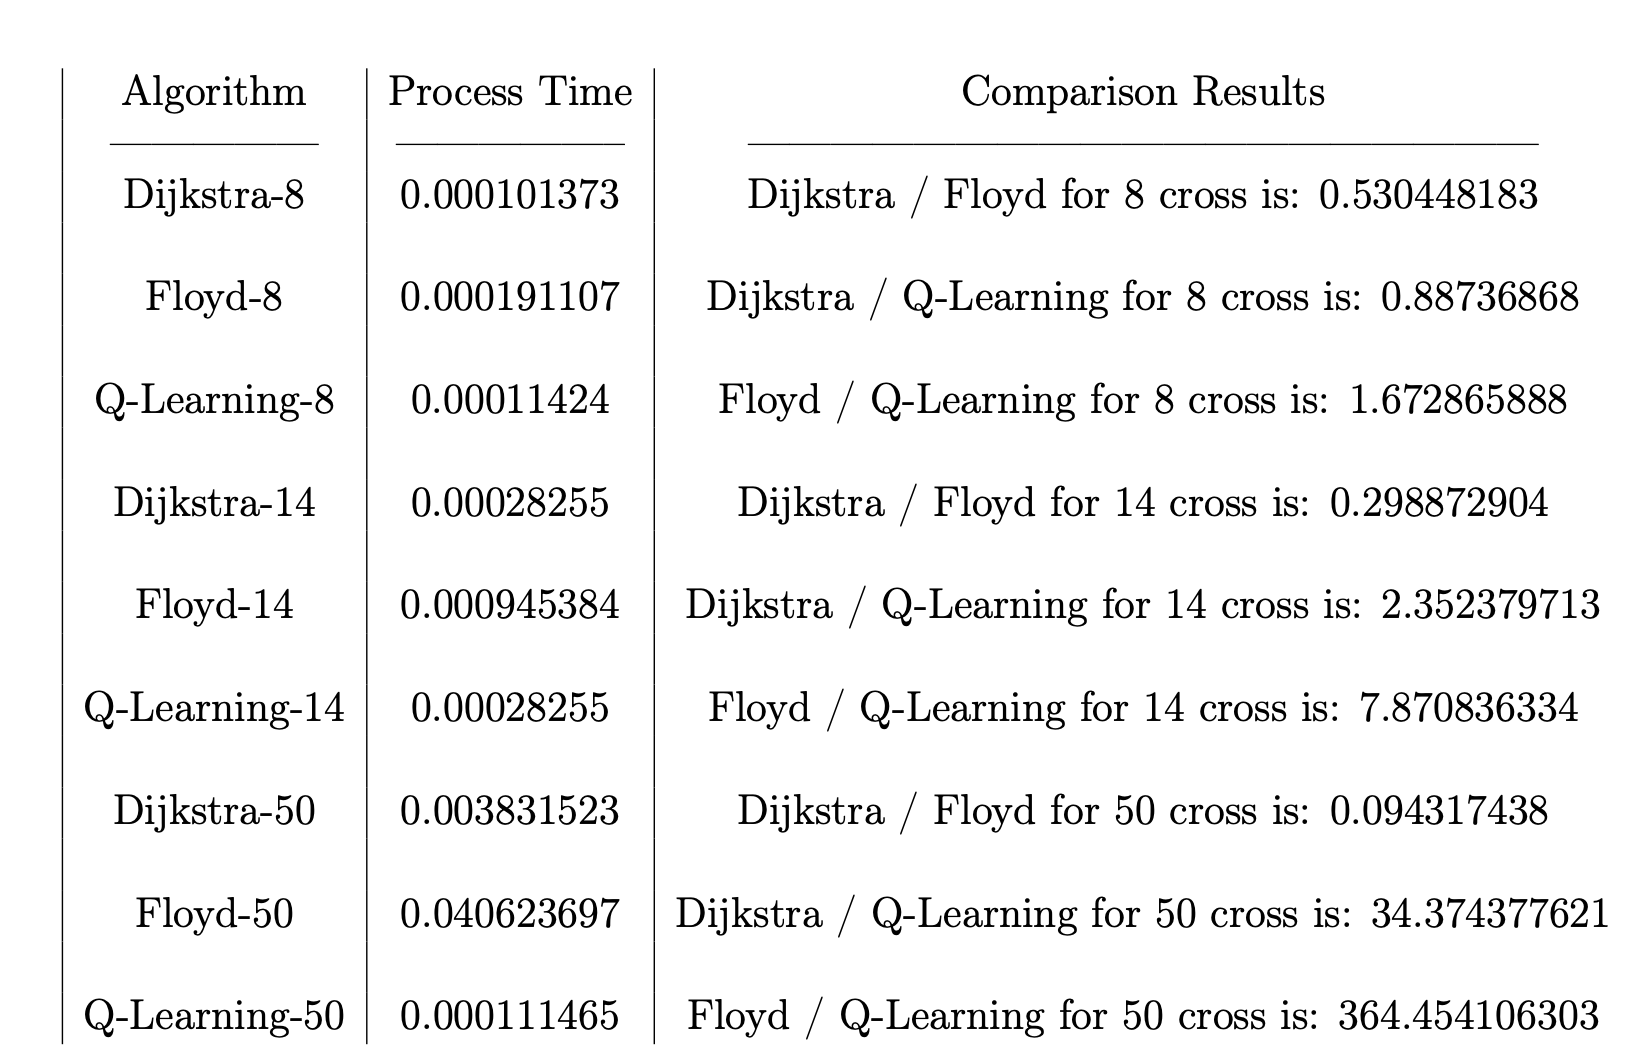 Algorithm Process Time Comparison Results
Dijkstra-8 0.000101373 Dijkstra / Floyd for 8 cross is: 0.530448183
Floyd-8 0.000191107 Dijkstra / Q-Learning for 8 cross is: 0.88736868
Q-Learning-8 0.00011424 Floyd / Q-Learning for 8 cross is: 1.672865888
Dijkstra-14 0.00028255 Dijkstra / Floyd for 14 cross is: 0.298872904
Floyd-14 0.000945384 Dijkstra / Q-Learning for 14 cross is: 2.352379713
Q-Learning-14 0.00028255 Floyd / Q-Learning for 14 cross is: 7.870836334
Dijkstra-50 0.003831523 Dijkstra / Floyd for 50 cross is: 0.094317438
Floyd-50 0.040623697 Dijkstra / Q-Learning for 50 cross is: 34.374377621
Q-Learning-50 0.000111465 Floyd / Q-Learning for 50 cross is: 364.454106303